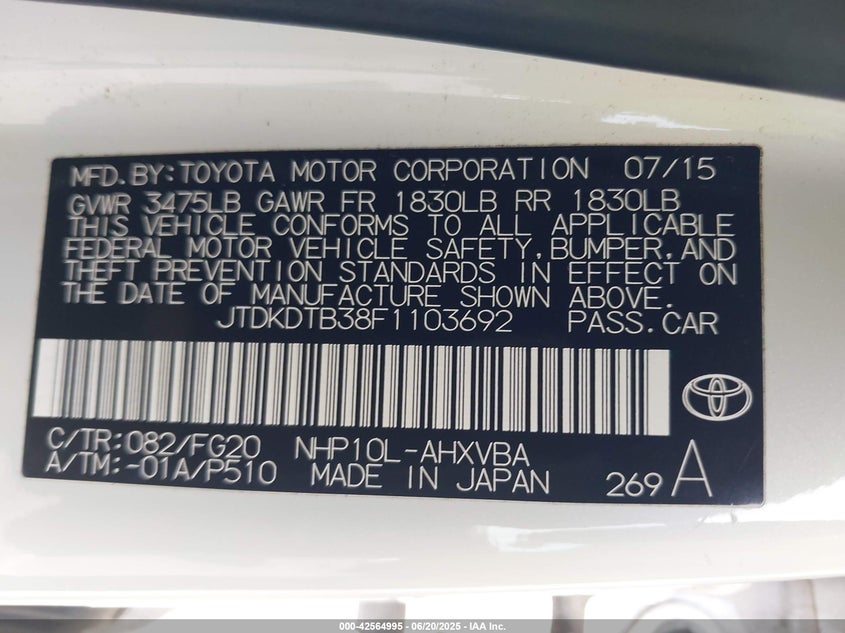 MFD.BY:TOYOTA MOTOR CORPORATION 07/15
GVWR 3475LB GAWR FR 1830LB RR 1830LB
THIS VEHICLE CONFORMS TO ALL APPLICABLE
FEDERAL MOTOR VEHICLE SAFETY,BUMPER,AND
THEFT PREVENTION STANDARDS IN EFFECT ON
THE DATE OF MANUFACTURE SHOWN ABOVE.
JTDKDTB38F1103692 PASS.CAR
C/TR:082/FG20 NHP10L-AHXVBA
A/TM:-01A/P510 MADE IN JAPAN 269 A
000-42564995 - 06/20/2025 - IAA Inc.